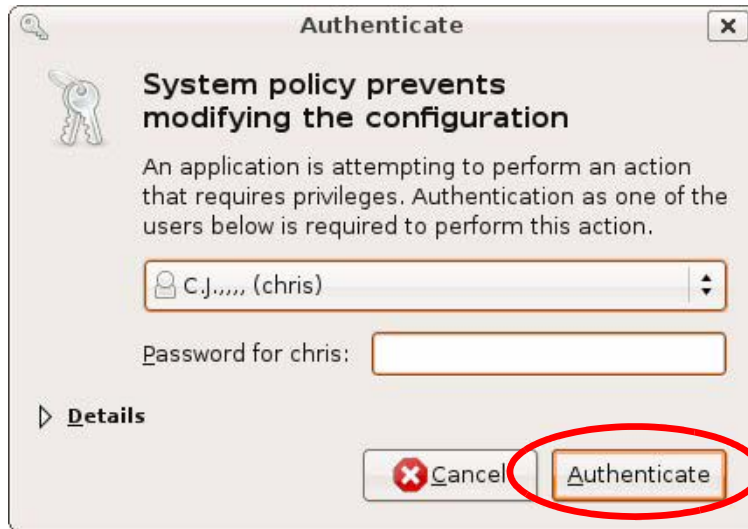 Authenticate
System policy prevents
modifying the configuration
An application is attempting to perform an action
that requires privileges. Authentication as one of the
users below is required to perform this action.
C.J.,,,, (chris)
Password for chris:
Details
Cancel Authenticate